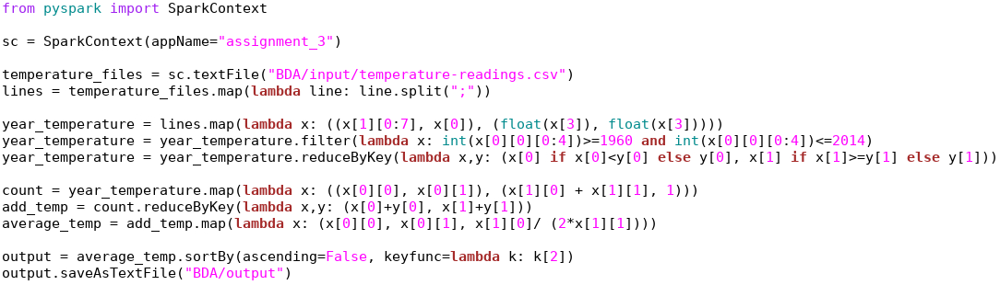 from pyspark import SparkContext
sc = SparkContext(appName="assignment_3")
temperature_files = sc.textFile("BDA/input/temperature-readings.csv")
lines = temperature_files.map(lambda line: line.split(";"))
year_temperature = lines.map(lambda x: ((x[1][0:7], x[0]), (float(x[3]), float(x[3]))))
year_temperature = year_temperature.filter(lambda x: int(x[0][0][0:4])>=1960 and int(x[0][0][0:4])<=2014)
year_temperature = year_temperature.reduceByKey(lambda x,y: (x[0] if x[0]<y[0] else y[0], x[1] if x[1]>=y[1] else y[1]))
count = year_temperature.map(lambda x: ((x[0][0], x[0][1]), (x[1][0] + x[1][1], 1)))
add_temp = count.reduceByKey(lambda x,y: (x[0]+y[0], x[1]+y[1]))
average_temp = add_temp.map(lambda x: (x[0][0], x[0][1], x[1][0]/ (2*x[1][1])))
output = average_temp.sortBy(ascending=False, keyfunc=lambda k: k[2])
output.saveAsTextFile("BDA/output")